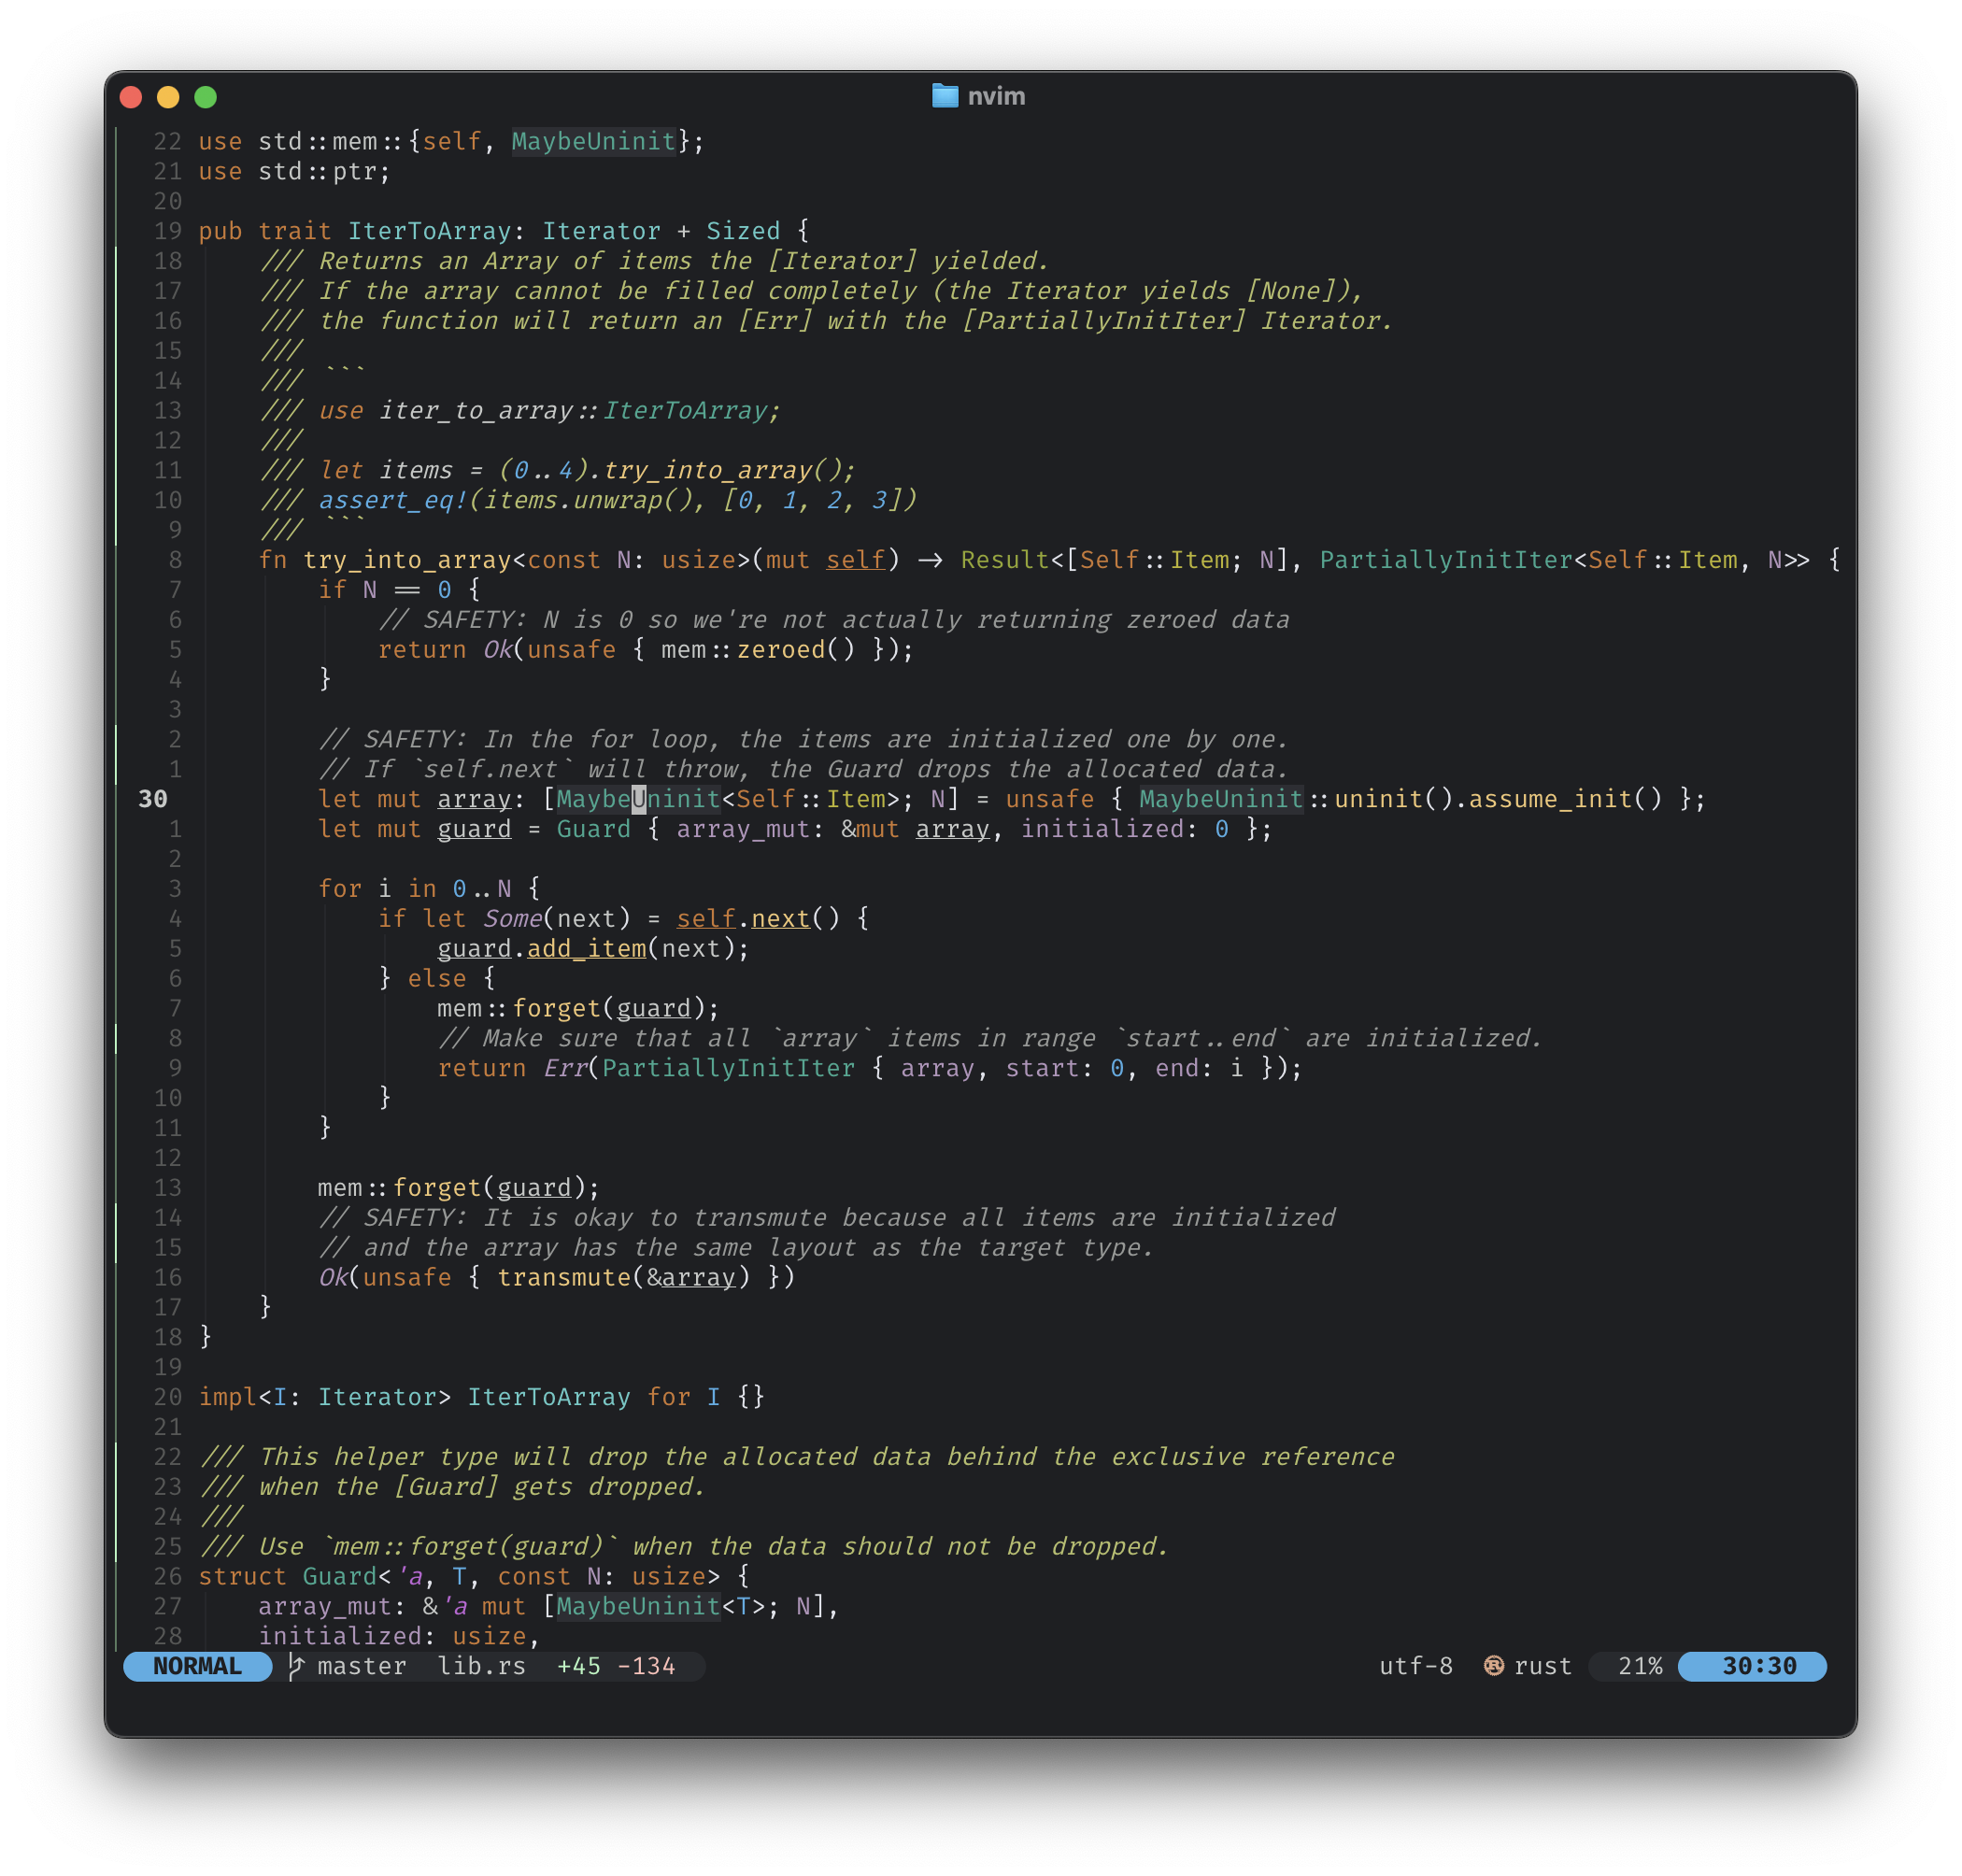 nvim
22 use std::mem::{self, MaybeUninit};
21 use std::ptr;
20
19 pub trait IterToArray: Iterator + Sized {
18     /// Returns an Array of items the [Iterator] yielded.
17     /// If the array cannot be filled completely (the Iterator yields [None]),
16     /// the function will return an [Err] with the [PartiallyInitIter] Iterator.
15     ///
14     /// ```
13     /// use iter_to_array::IterToArray;
12     ///
11     /// let items = (0..4).try_into_array();
10     /// assert_eq!(items.unwrap(), [0, 1, 2, 3])
9     /// ```
8     fn try_into_array<const N: usize>(mut self) -> Result<[Self::Item; N], PartiallyInitIter<Self::Item, N>> {
7         if N == 0 {
6             // SAFETY: N is 0 so we're not actually returning zeroed data
5             return Ok(unsafe { mem::zeroed() });
4         }
3
2         // SAFETY: In the for loop, the items are initialized one by one.
1         // If `self.next` will throw, the Guard drops the allocated data.
30         let mut array: [MaybeUninit<Self::Item>; N] = unsafe { MaybeUninit::uninit().assume_init() };
1         let mut guard = Guard { array_mut: &mut array, initialized: 0 };
2
3         for i in 0..N {
4             if let Some(next) = self.next() {
5                 guard.add_item(next);
6             } else {
7                 mem::forget(guard);
8                 // Make sure that all `array` items in range `start..end` are initialized.
9                 return Err(PartiallyInitIter { array, start: 0, end: i });
10             }
11         }
12
13         mem::forget(guard);
14         // SAFETY: It is okay to transmute because all items are initialized
15         // and the array has the same layout as the target type.
16         Ok(unsafe { transmute(&array) })
17     }
18 }
19
20 impl<I: Iterator> IterToArray for I {}
21
22 /// This helper type will drop the allocated data behind the exclusive reference
23 /// when the [Guard] gets dropped.
24 ///
25 /// Use `mem::forget(guard)` when the data should not be dropped.
26 struct Guard<'a, T, const N: usize> {
27     array_mut: &'a mut [MaybeUninit<T>; N],
28     initialized: usize,
NORMAL master lib.rs +45 -134 utf-8 rust 21% 30:30